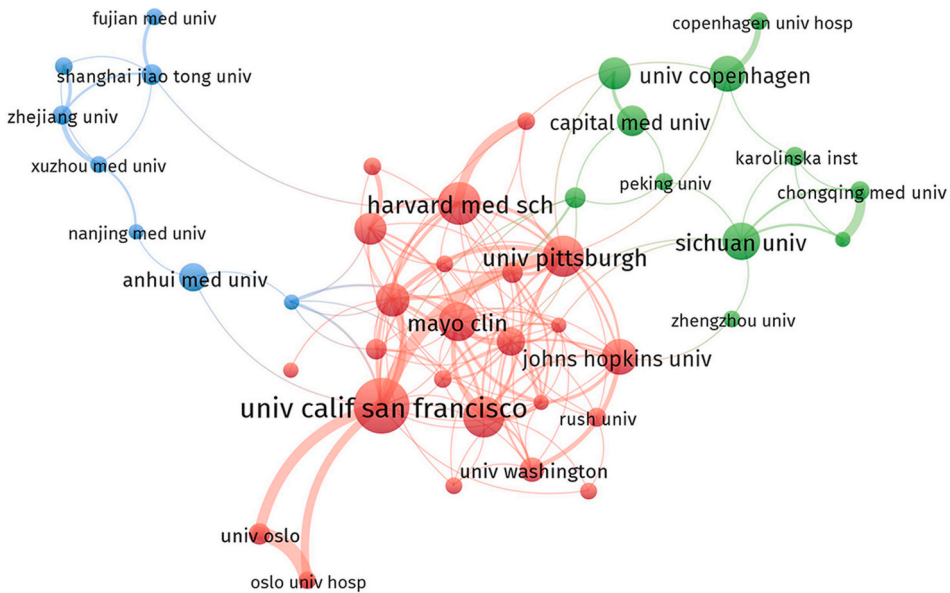 fujian med univ
copenhagen univ hosp
shanghai jiao tong univ
univ copenhagen
zhejiang univ
capital med univ
xuzhou med univ
karolinska inst
peking univ
chongqing med univ
harvard med sch
nanjing med univ
sichuan univ
univ pittsburgh
anhui med univ
mayo clin
zhengzhou univ
johns hopkins univ
univ calif san francisco
rush univ
univ washington
univ oslo
oslo univ hosp